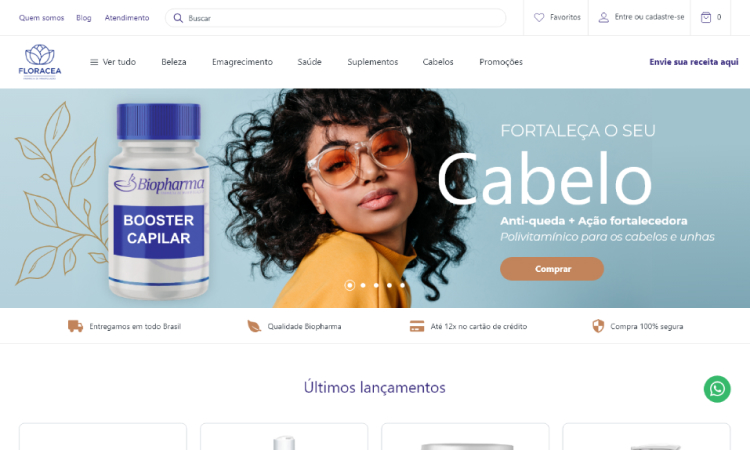 Quem somos Blog Atendimento Buscar Favoritos Entre ou cadastre-se 0
FLORACEA
Ver tudo Beleza Emagrecimento Saúde Suplementos Cabelos Promoções Envie sua receita aqui
Biopharma
BOOSTER
CAPILAR
FORTALEÇA O SEU
Cabelo
Anti-queda + Ação fortalecedora
Polivitamínico para os cabelos e unhas
Comprar
Entregamos em todo Brasil Qualidade Biopharma Até 12x no cartão de crédito Compra 100% segura
Últimos lançamentos